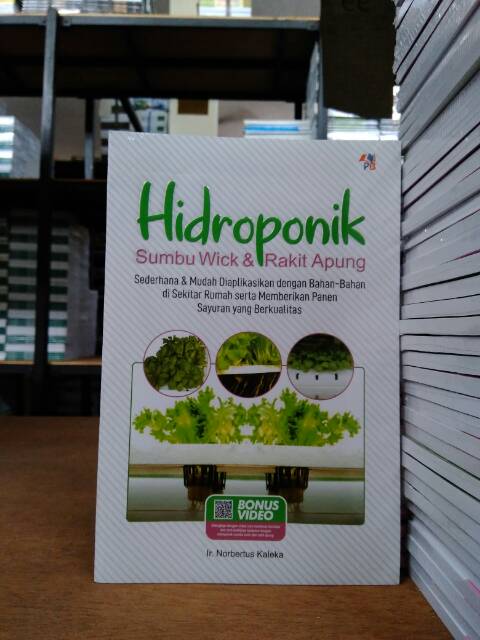 PB
Hidroponik
Sumbu Wick & Rakit Apung
Sederhana & Mudah Diaplikasikan dengan Bahan-Bahan
di Sekitar Rumah serta Memberikan Panen
Sayuran yang Berkualitas
BONUS
VIDEO
Ir. Norbertus Kaleka